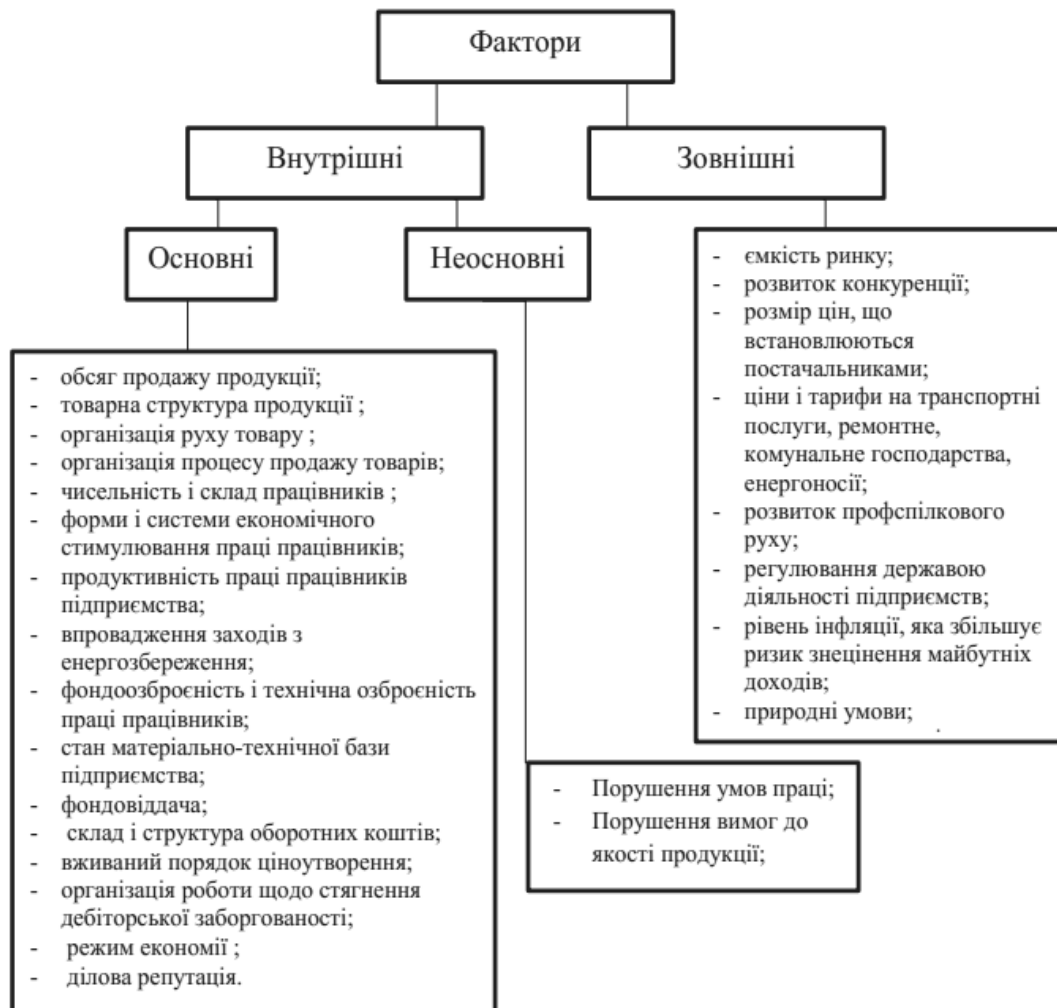 Фактори
Внутрішні
Зовнішні
Основні
Неосновні
- ємкість ринку;
- розвиток конкуренції;
- розмір цін, що
встановлюються
постачальниками;
- ціни і тарифи на транспортні
послуги, ремонтне,
комунальне господарства,
енергоносії;
- розвиток профспілкового
руху;
- регулювання державою
діяльності підприємств;
- рівень інфляції, яка збільшує
ризик знецінення майбутніх
доходів;
- природні умови;
.
- обсяг продажу продукції;
- товарна структура продукції ;
- організація руху товару ;
- організація процесу продажу товарів;
- чисельність і склад працівників ;
- форми і системи економічного
стимулювання праці працівників;
- продуктивність праці працівників
підприємства;
- впровадження заходів з
енергозбереження;
- фондоозброєність і технічна озброєність
праці працівників;
- стан матеріально-технічної бази
підприємства;
- фондовіддача;
- склад і структура оборотних коштів;
- вживаний порядок ціноутворення;
- організація роботи щодо стягнення
дебіторської заборгованості;
- режим економії ;
- ділова репутація.
- Порушення умов праці;
- Порушення вимог до
якості продукції;